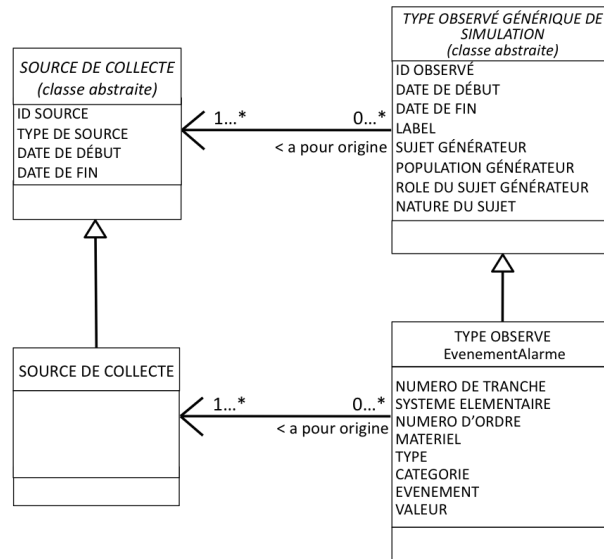 SOURCE DE COLLECTE
(classe abstraite)
ID SOURCE
TYPE DE SOURCE
DATE DE DÉBUT
DATE DE FIN
1...*
0...*
< a pour origine
TYPE OBSERVÉ GÉNÉRIQUE DE
SIMULATION
(classe abstraite)
ID OBSERVÉ
DATE DE DÉBUT
DATE DE FIN
LABEL
SUJET GÉNÉRATEUR
POPULATION GÉNÉRATEUR
ROLE DU SUJET GÉNÉRATEUR
NATURE DU SUJET
SOURCE DE COLLECTE
1...*
0...*
< a pour origine
TYPE OBSERVE
EvenementAlarme
NUMERO DE TRANCHE
SYSTEME ELEMENTAIRE
NUMERO D'ORDRE
MATERIEL
TYPE
CATEGORIE
EVENEMENT
VALEUR